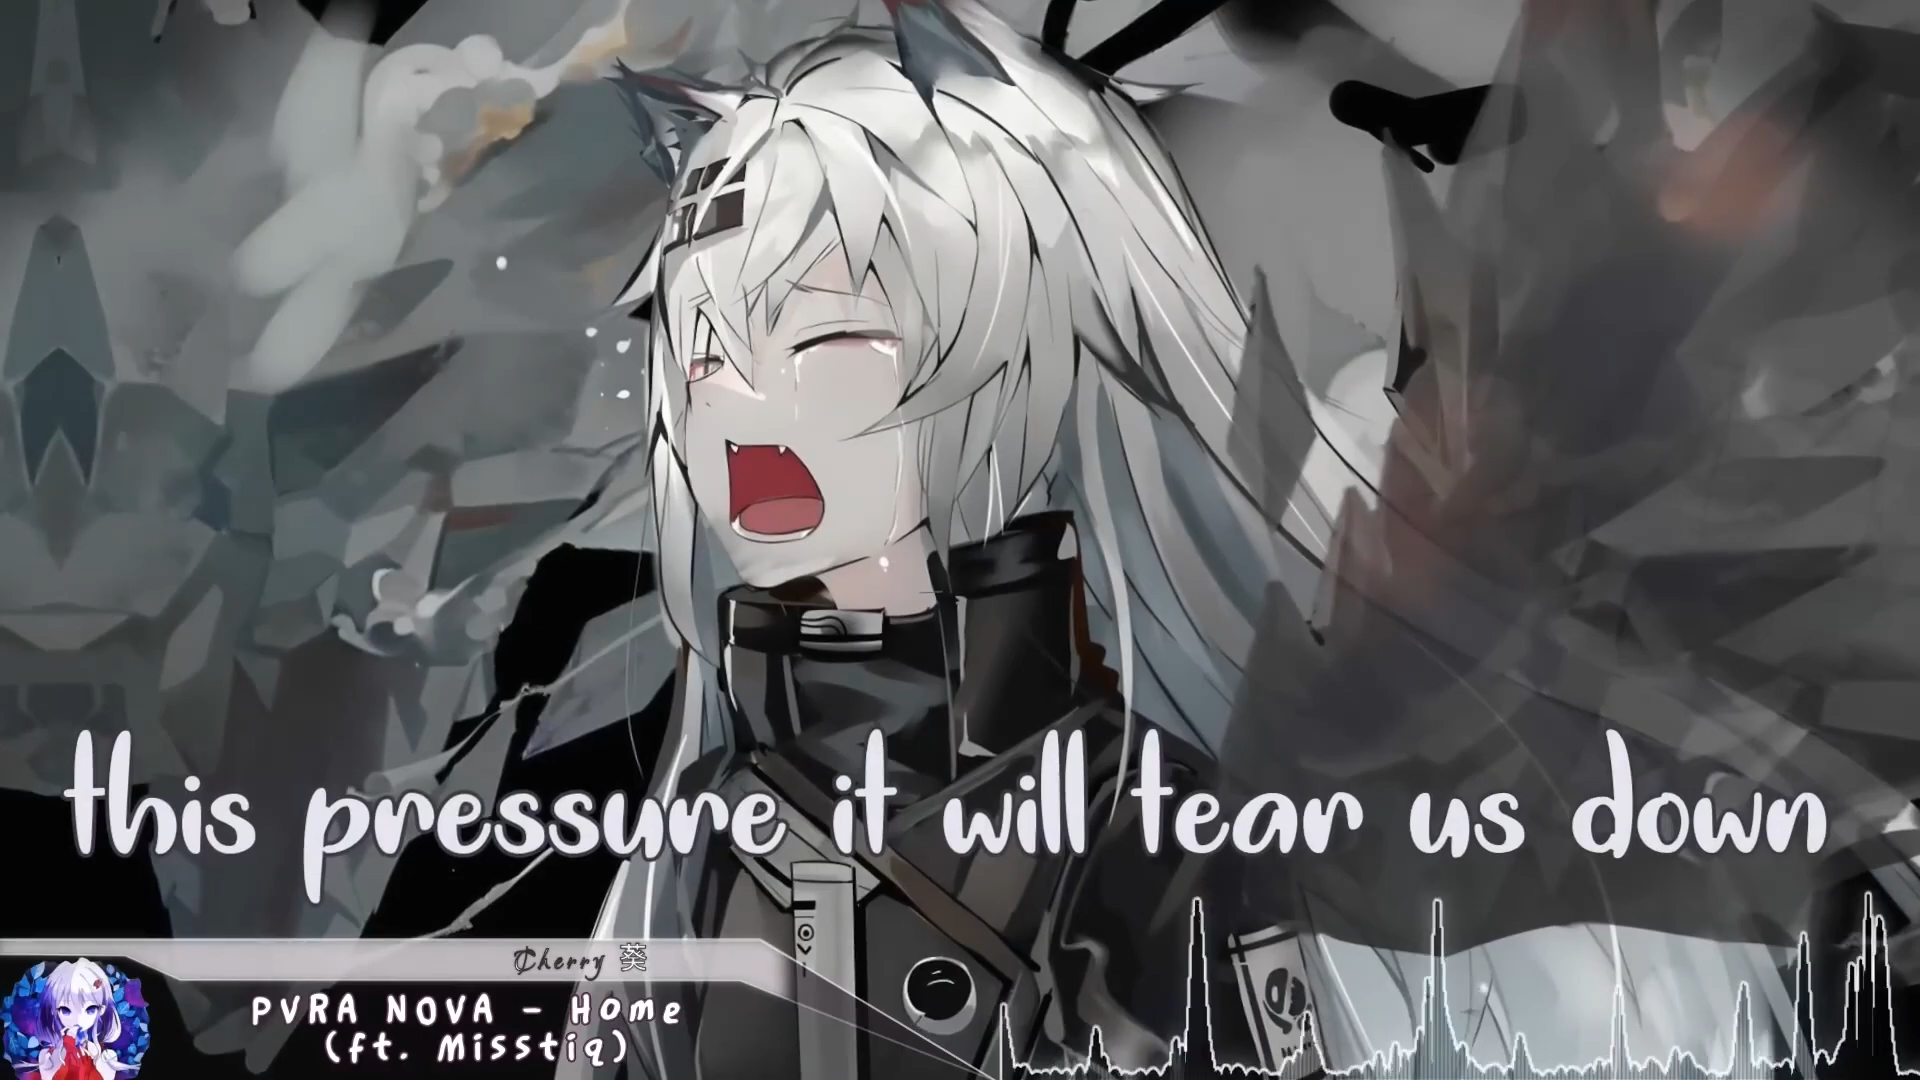 this pressure it will tear us down
Cherry 葵
PVRA NOVA - Home
(ft. Misstiq)